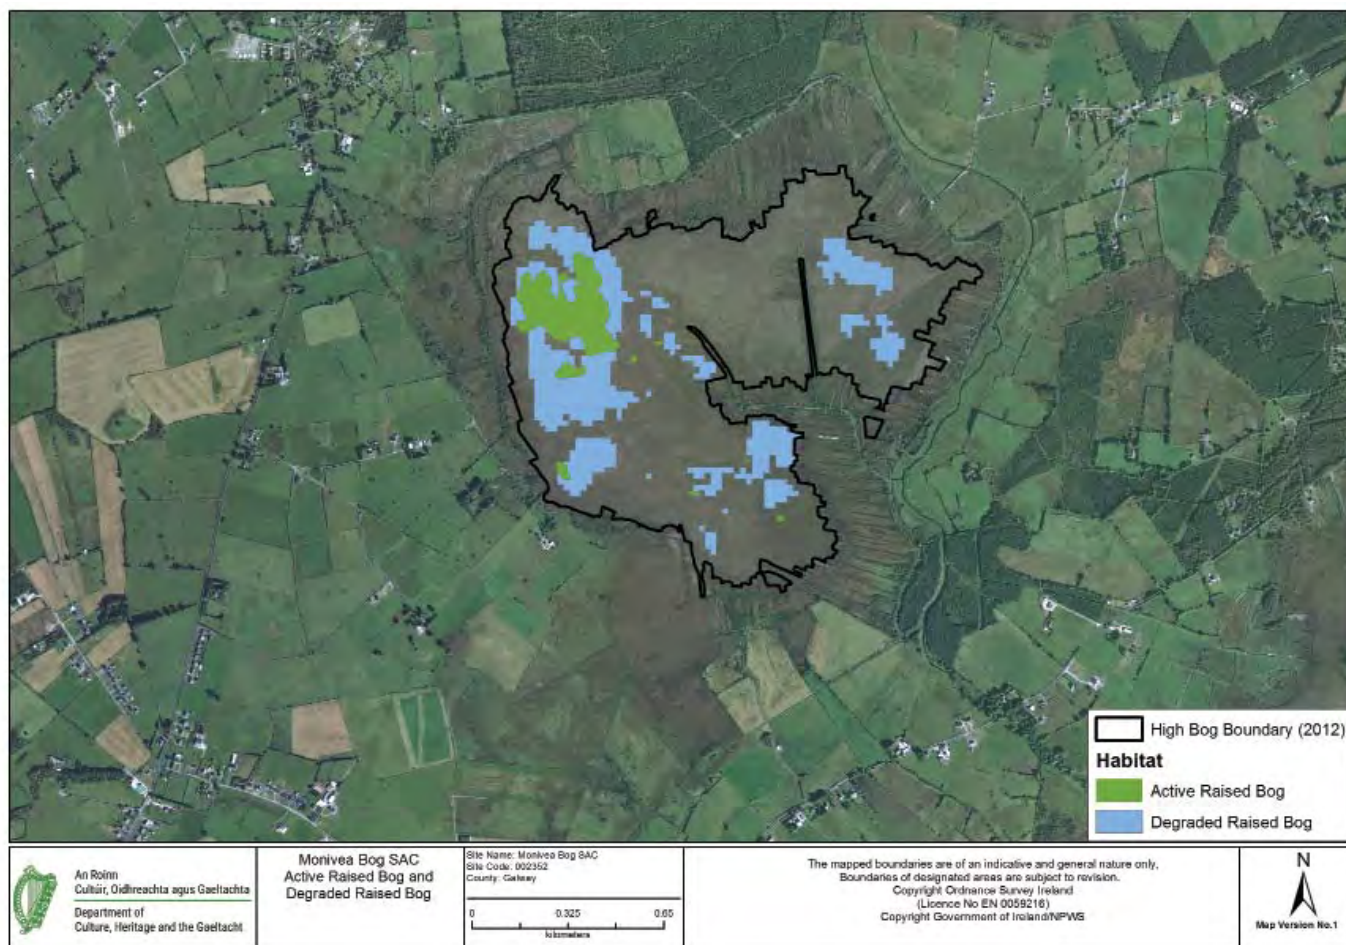 High Bog Boundary (2012)
Habitat
Active Raised Bog
Degraded Raised Bog
An Roinn
Cultúir, Oidhreachta agus Gaeltachta
Department of
Culture, Heritage and the Gaeltacht
Monivea Bog SAC
Active Raised Bog and
Degraded Raised Bog
Site Name: Monivea Bog SAC
Site Code: 002352
County: Galway
0 0.325 0.65
kilometers
The mapped boundaries are of an indicative and general nature only,
Boundaries of designated areas are subject to revision.
Copyright Ordnance Survey Ireland
(Licence No EN 0059216)
Copyright Government of Ireland/NPWS
N
Map Version No.1